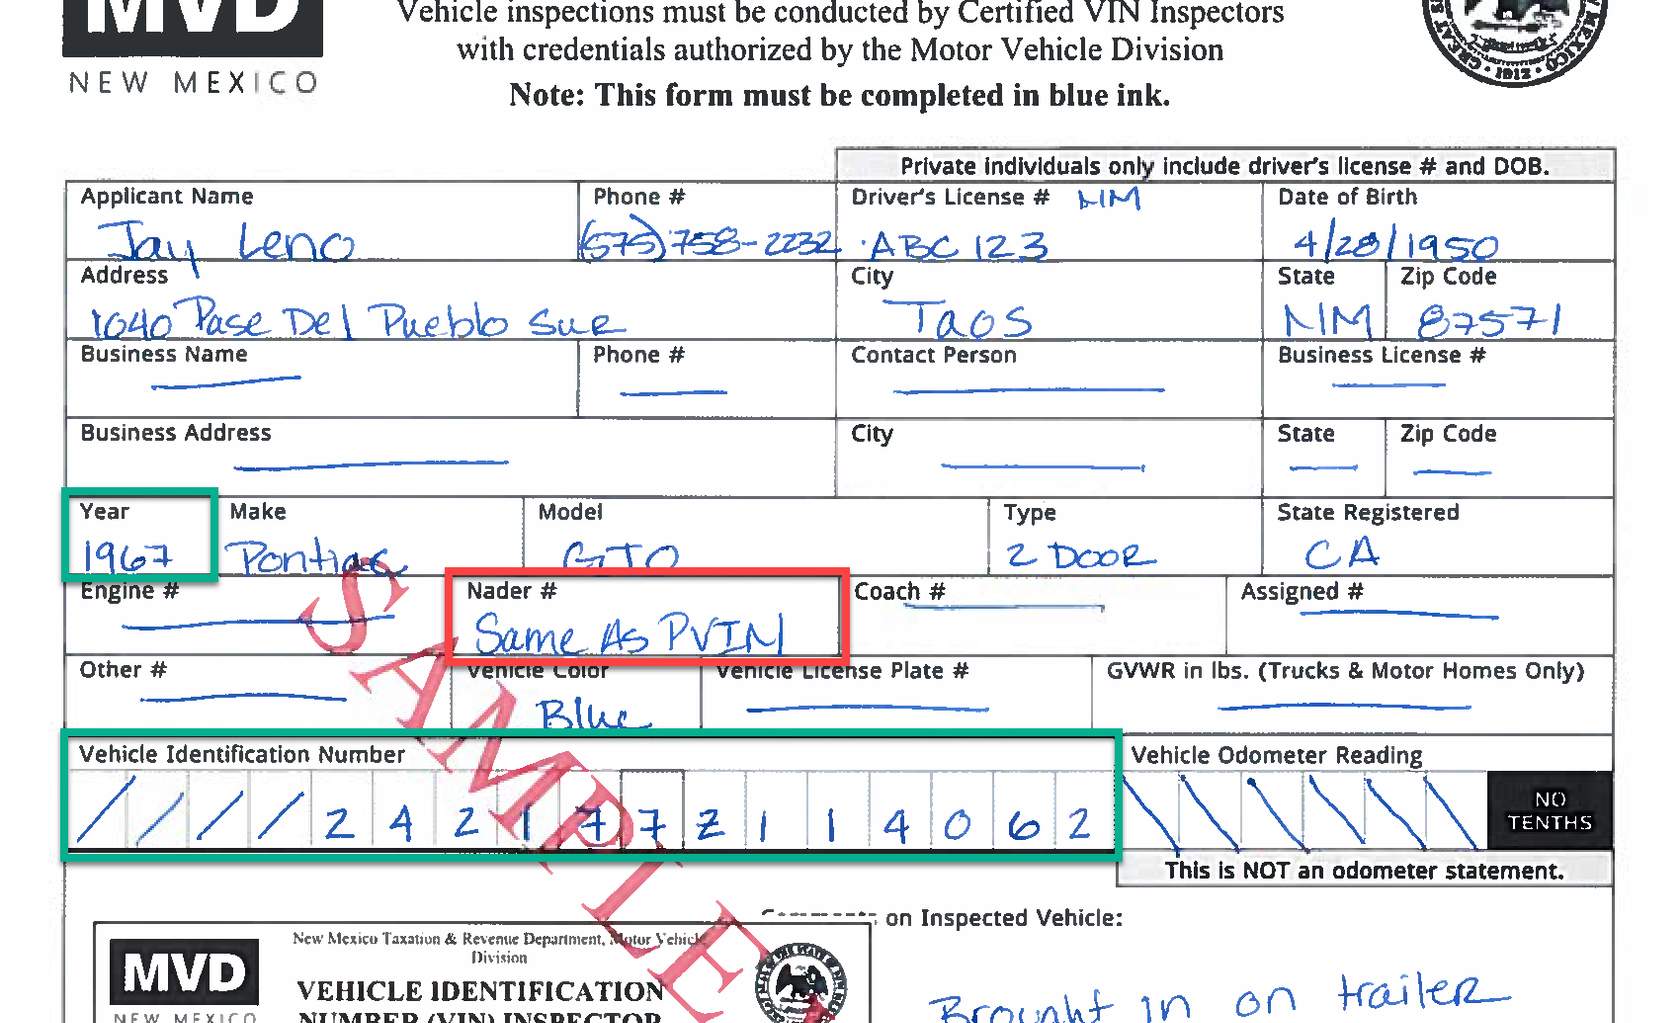 MVD
NEW MEXICO
Vehicle inspections must be conducted by Certified VIN Inspectors
with credentials authorized by the Motor Vehicle Division
Note: This form must be completed in blue ink.
GREAT S
MEXICO
1912
Private individuals only include driver's license # and DOB.
Applicant Name Phone # Driver's License # NM Date of Birth
Jay Leno (575)758-2232 ABC 123 4/28/1950
Address City State Zip Code
1040 Pase Del Pueblo Sur Taos NM 87571
Business Name Phone # Contact Person Business License #
Business Address City State Zip Code
Year Make Model Type State Registered
1967 Pontiac GTO 2 DOOR CA
Engine # Nader # Coach # Assigned #
Same As PVIN
Other # Vehicle Color Vehicle License Plate # GVWR in lbs. (Trucks & Motor Homes Only)
Blue
Vehicle Identification Number Vehicle Odometer Reading
/ / / / 2 4 2 1 7 7 Z 1 1 4 0 6 2 NO TENTHS
This is NOT an odometer statement.
SAMPLE
on Inspected Vehicle:
Brought in on trailer
New Mexico Taxation & Revenue Department, Motor Vehicle
Division
MVD
NEW MEXICO
VEHICLE IDENTIFICATION
NUMBER (VIN) INSPECTOR